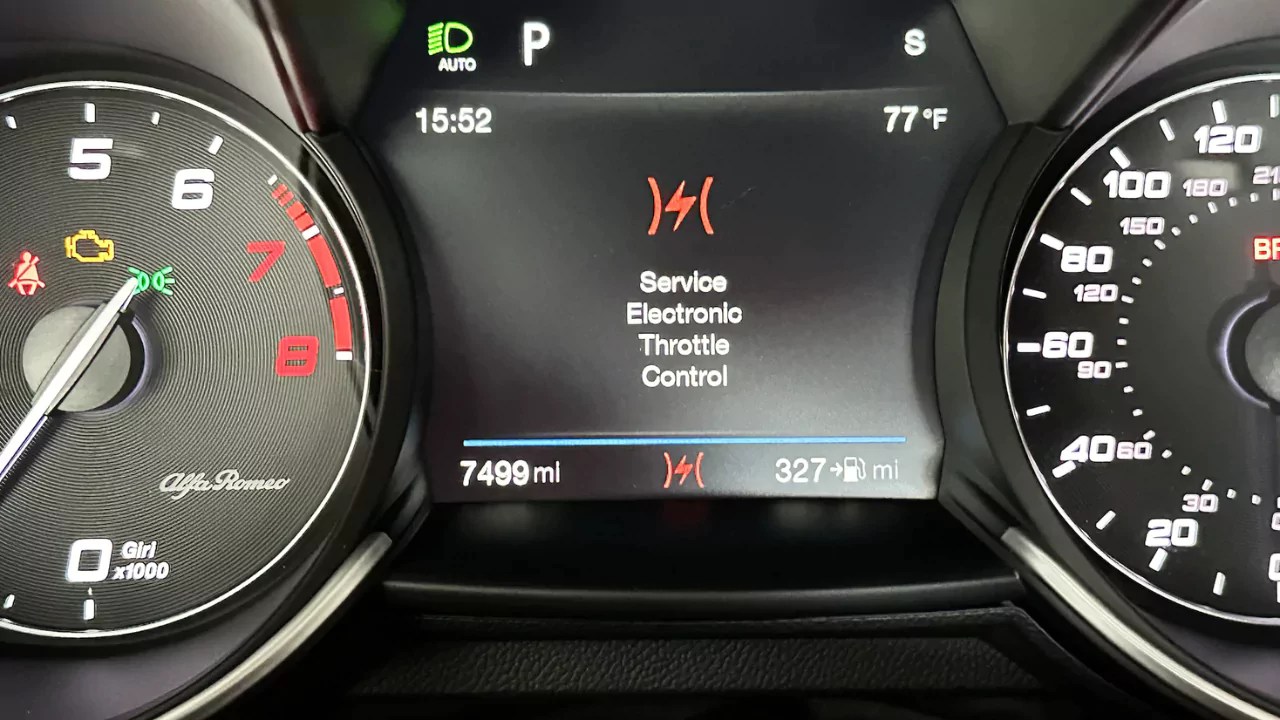 AUTO
P
S
15:52
77°F
Service
Electronic
Throttle
Control
7499 mi
327 mi
5
6
7
8
Alfa Romeo
0
Giri
x1000
120
100
180
150
80
120
60
90
40
60
30
20